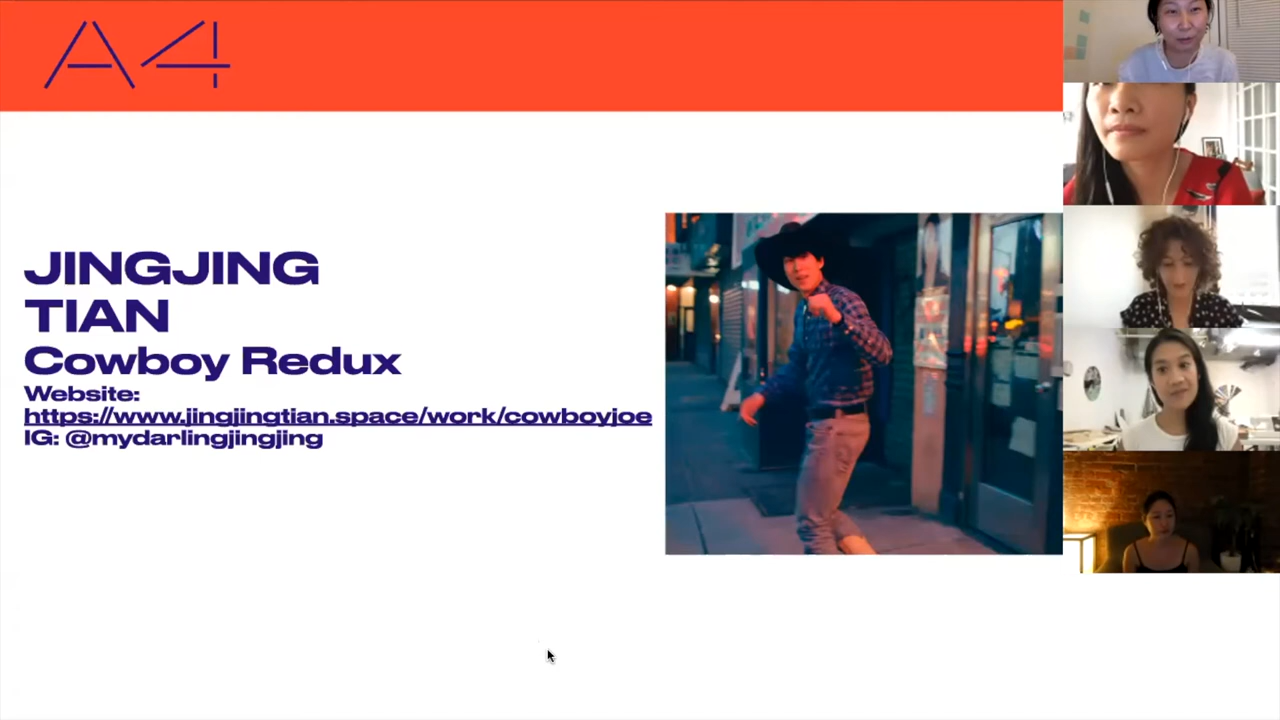 A4
JINGJING
TIAN
Cowboy Redux
Website:
https://www.jingjingtian.space/work/cowboyjoe
IG: @mydarlingjingjing